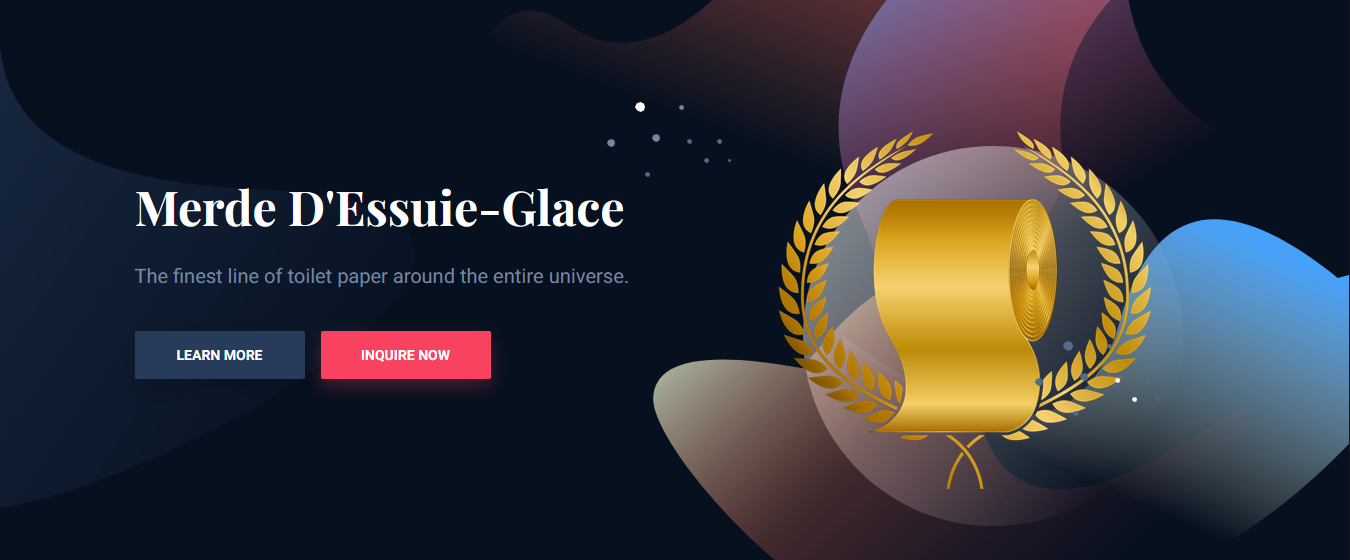 Merde D'Essuie-Glace
The finest line of toilet paper around the entire universe.
LEARN MORE
INQUIRE NOW